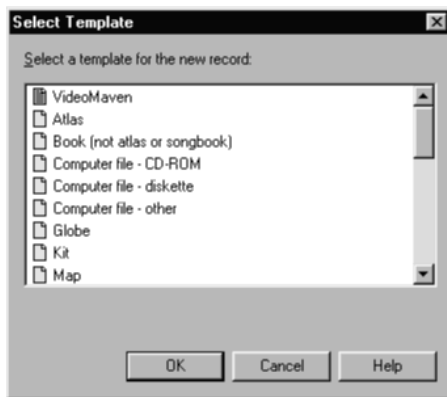 Select Template
Select a template for the new record:
VideoMaven
Atlas
Book (not atlas or songbook)
Computer file - CD-ROM
Computer file - diskette
Computer file - other
Globe
Kit
Map
OK Cancel Help